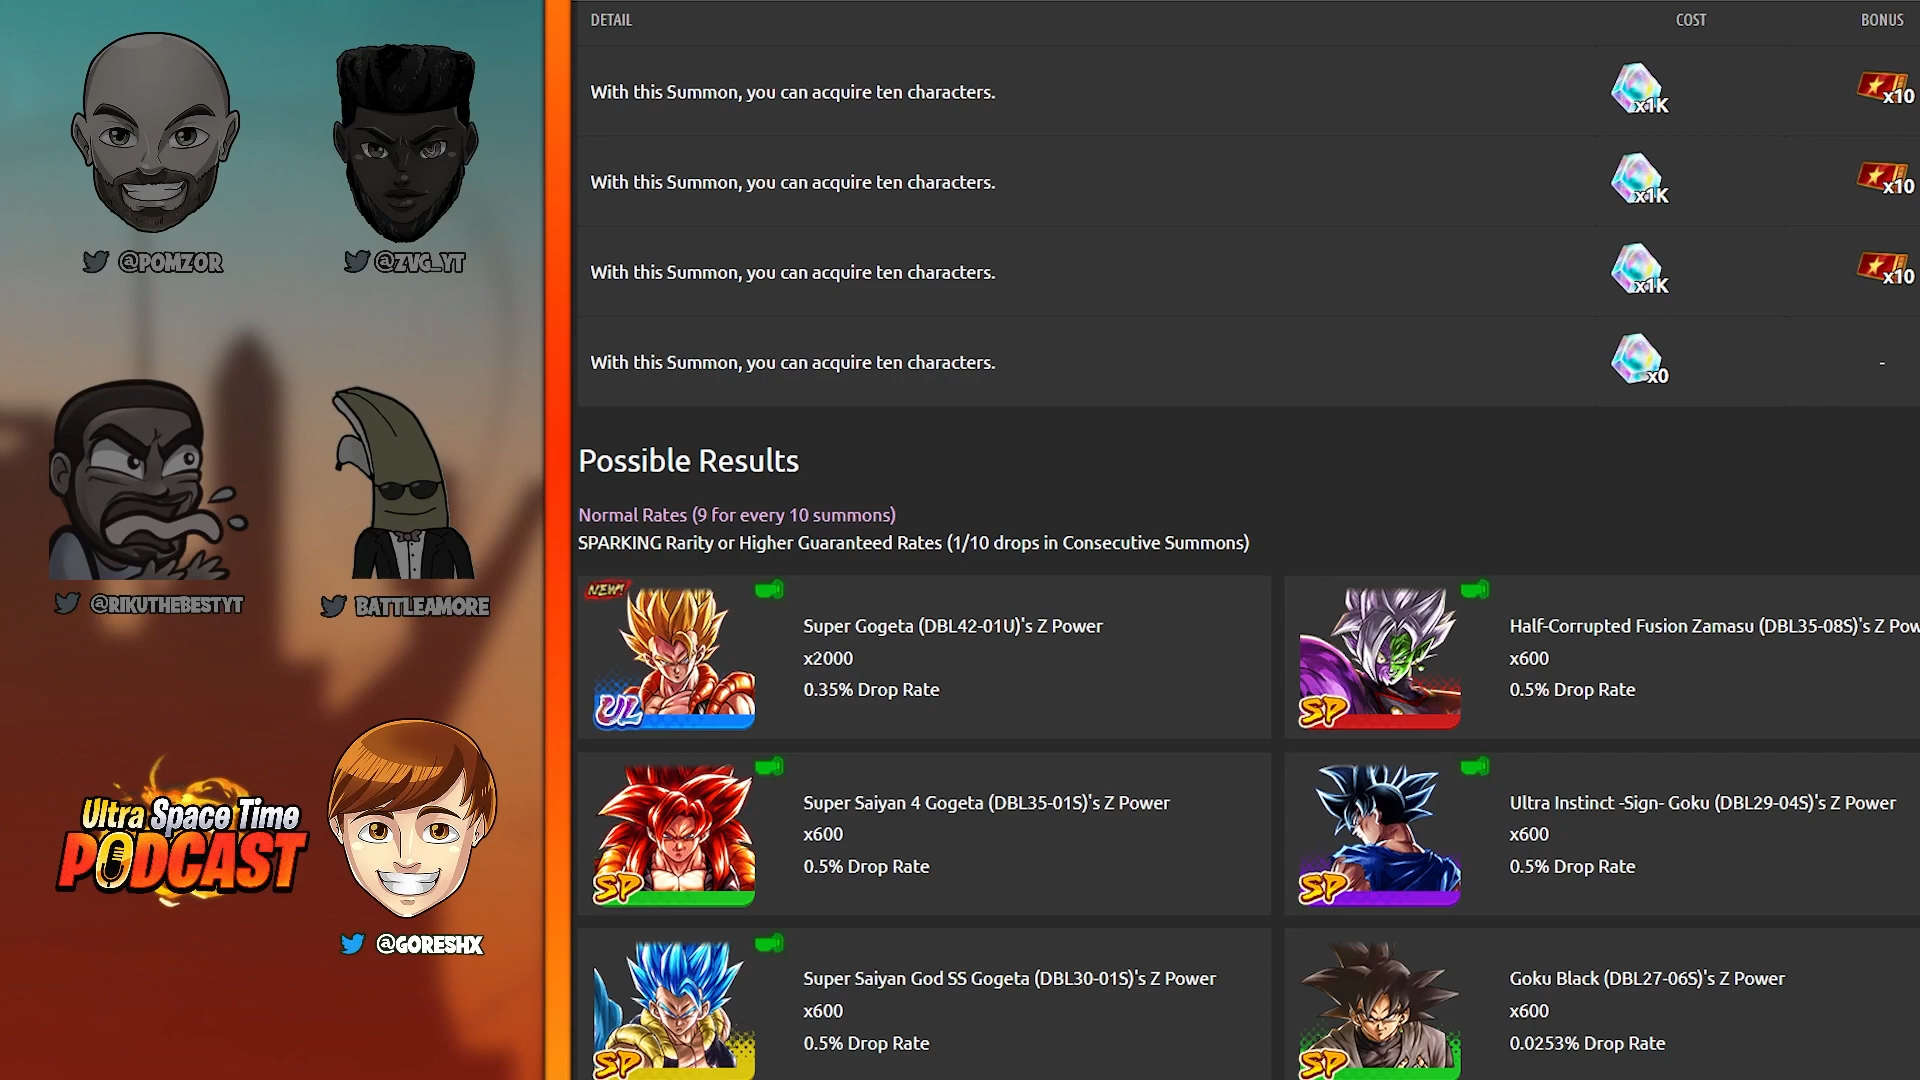 @POMZOR
@ZVG_YT
@RIKUTHEBESTYT
BATTLEAMORE
Ultra Space Time
PODCAST
@GORESHX
DETAIL COST BONUS
With this Summon, you can acquire ten characters. x1K x10
With this Summon, you can acquire ten characters. x1K x10
With this Summon, you can acquire ten characters. x1K x10
With this Summon, you can acquire ten characters. x0 -
Possible Results
Normal Rates (9 for every 10 summons)
SPARKING Rarity or Higher Guaranteed Rates (1/10 drops in Consecutive Summons)
NEW!
UL
Super Gogeta (DBL42-01U)'s Z Power
x2000
0.35% Drop Rate
SP
Half-Corrupted Fusion Zamasu (DBL35-08S)'s Z Pow
x600
0.5% Drop Rate
SP
Super Saiyan 4 Gogeta (DBL35-01S)'s Z Power
x600
0.5% Drop Rate
SP
Ultra Instinct -Sign- Goku (DBL29-04S)'s Z Power
x600
0.5% Drop Rate
SP
Super Saiyan God SS Gogeta (DBL30-01S)'s Z Power
x600
0.5% Drop Rate
SP
Goku Black (DBL27-06S)'s Z Power
x600
0.0253% Drop Rate